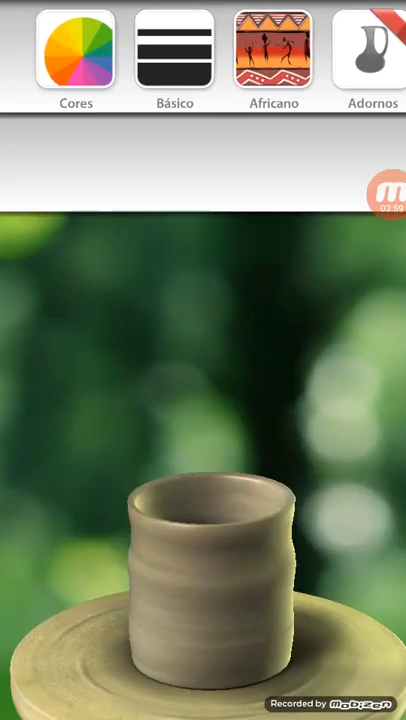 Cores
Básico
Africano
Adornos
03:59
Recorded by mobizen